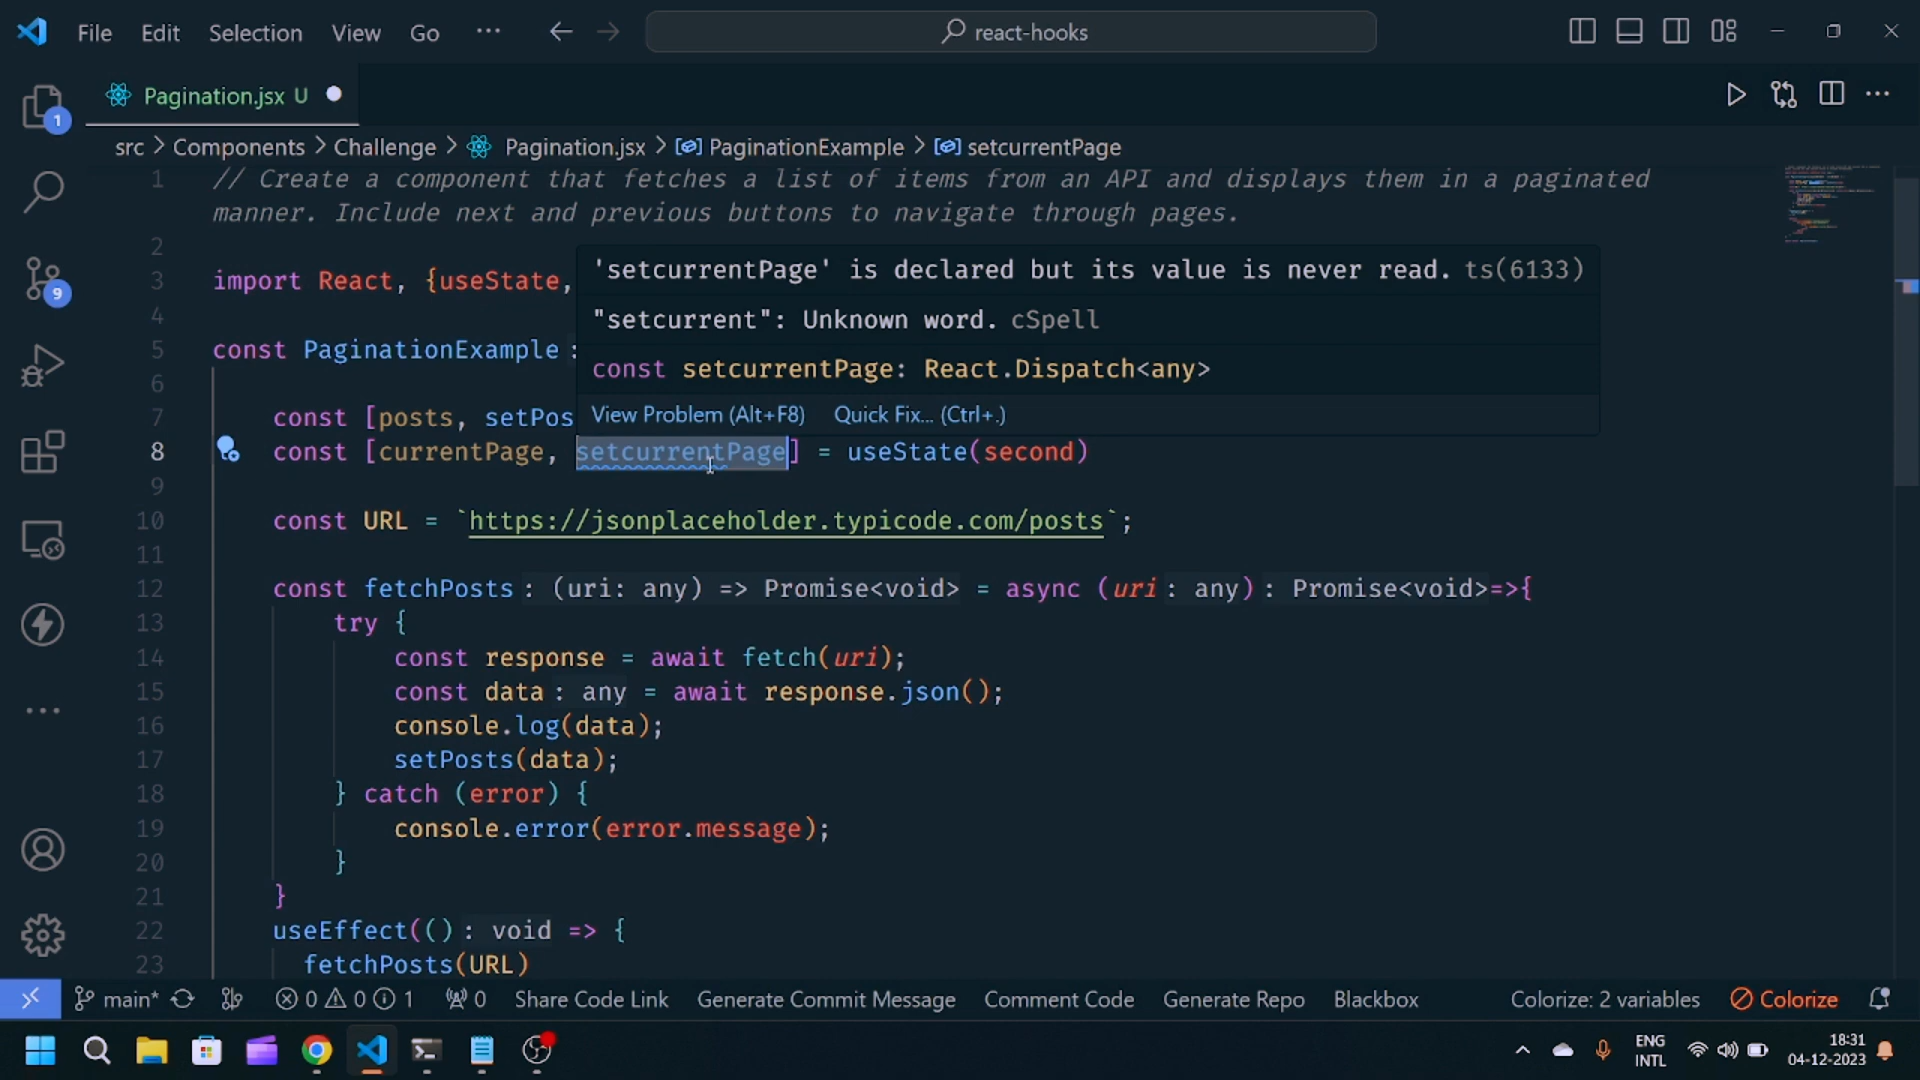 File Edit Selection View Go ··· react-hooks
Pagination.jsx U
1
src > Components > Challenge > Pagination.jsx > PaginationExample > setcurrentPage
1 // Create a component that fetches a list of items from an API and displays them in a paginated
manner. Include next and previous buttons to navigate through pages.
2
'setcurrentPage' is declared but its value is never read. ts(6133)
3 import React, {useState,
9
"setcurrent": Unknown word. cSpell
4
5 const PaginationExample :
const setcurrentPage: React.Dispatch<any>
6
View Problem (Alt+F8) Quick Fix... (Ctrl+.)
7 const [posts, setPos
8 const [currentPage, setcurrentPage] = useState(second)
9
10 const URL = `https://jsonplaceholder.typicode.com/posts`;
11
12 const fetchPosts : (uri: any) => Promise<void> = async (uri : any) : Promise<void>=>{
13 try {
14 const response = await fetch(uri);
15 const data : any = await response.json();
16 console.log(data);
17 setPosts(data);
18 } catch (error) {
19 console.error(error.message);
20 }
21 }
22 useEffect(() : void => {
23 fetchPosts(URL)
main* 0 0 1 0 Share Code Link Generate Commit Message Comment Code Generate Repo Blackbox Colorize: 2 variables Colorize
ENG
INTL
18:31
04-12-2023